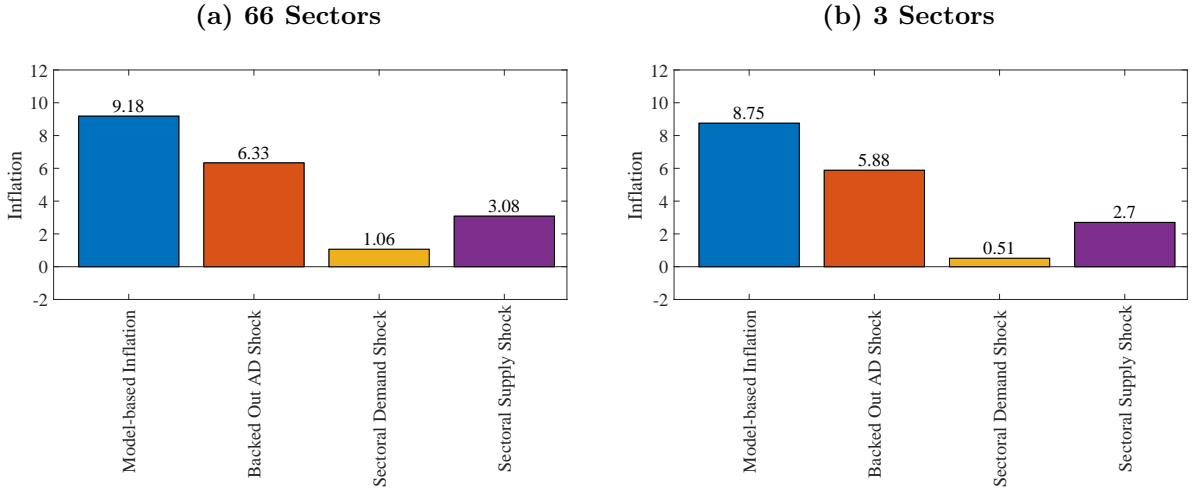 (a) 66 Sectors
12
10
8
6
4
2
0
-2
Inflation
9.18
6.33
1.06
3.08
Model-based Inflation
Backed Out AD Shock
Sectoral Demand Shock
Sectoral Supply Shock
(b) 3 Sectors
12
10
8
6
4
2
0
-2
Inflation
8.75
5.88
0.51
2.7
Model-based Inflation
Backed Out AD Shock
Sectoral Demand Shock
Sectoral Supply Shock